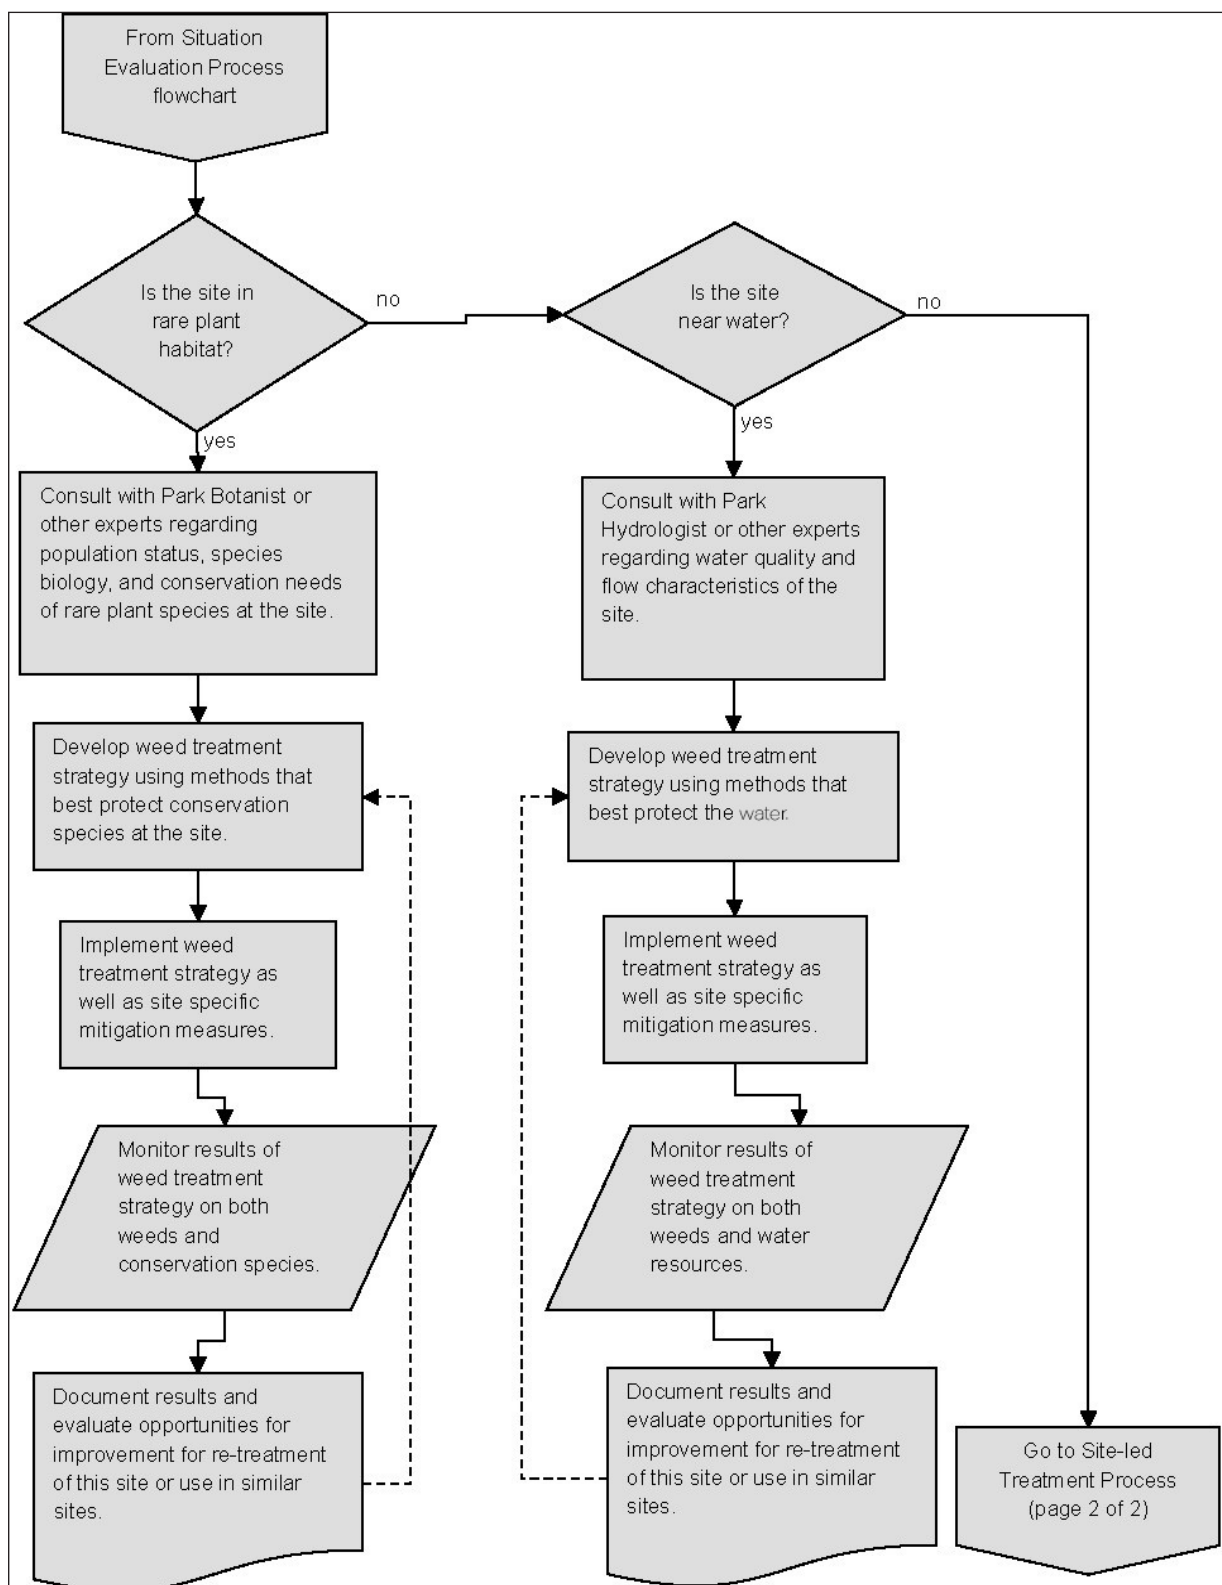 From Situation
Evaluation Process
flowchart
Is the site in
rare plant
habitat?
no
Is the site
near water?
no
yes
yes
Consult with Park Botanist or
other experts regarding
population status, species
biology, and conservation needs
of rare plant species at the site.
Consult with Park
Hydrologist or other experts
regarding water quality and
flow characteristics of the
site.
Develop weed treatment
strategy using methods that
best protect conservation
species at the site.
Develop weed treatment
strategy using methods that
best protect the water.
Implement weed
treatment strategy as
well as site specific
mitigation measures.
Implement weed
treatment strategy as
well as site specific
mitigation measures.
Monitor results of
weed treatment
strategy on both
weeds and
conservation species.
Monitor results of
weed treatment
strategy on both
weeds and water
resources.
Document results and
evaluate opportunities for
improvement for re-treatment
of this site or use in similar
sites.
Document results and
evaluate opportunities for
improvement for re-treatment
of this site or use in similar
sites.
Go to Site-led
Treatment Process
(page 2 of 2)